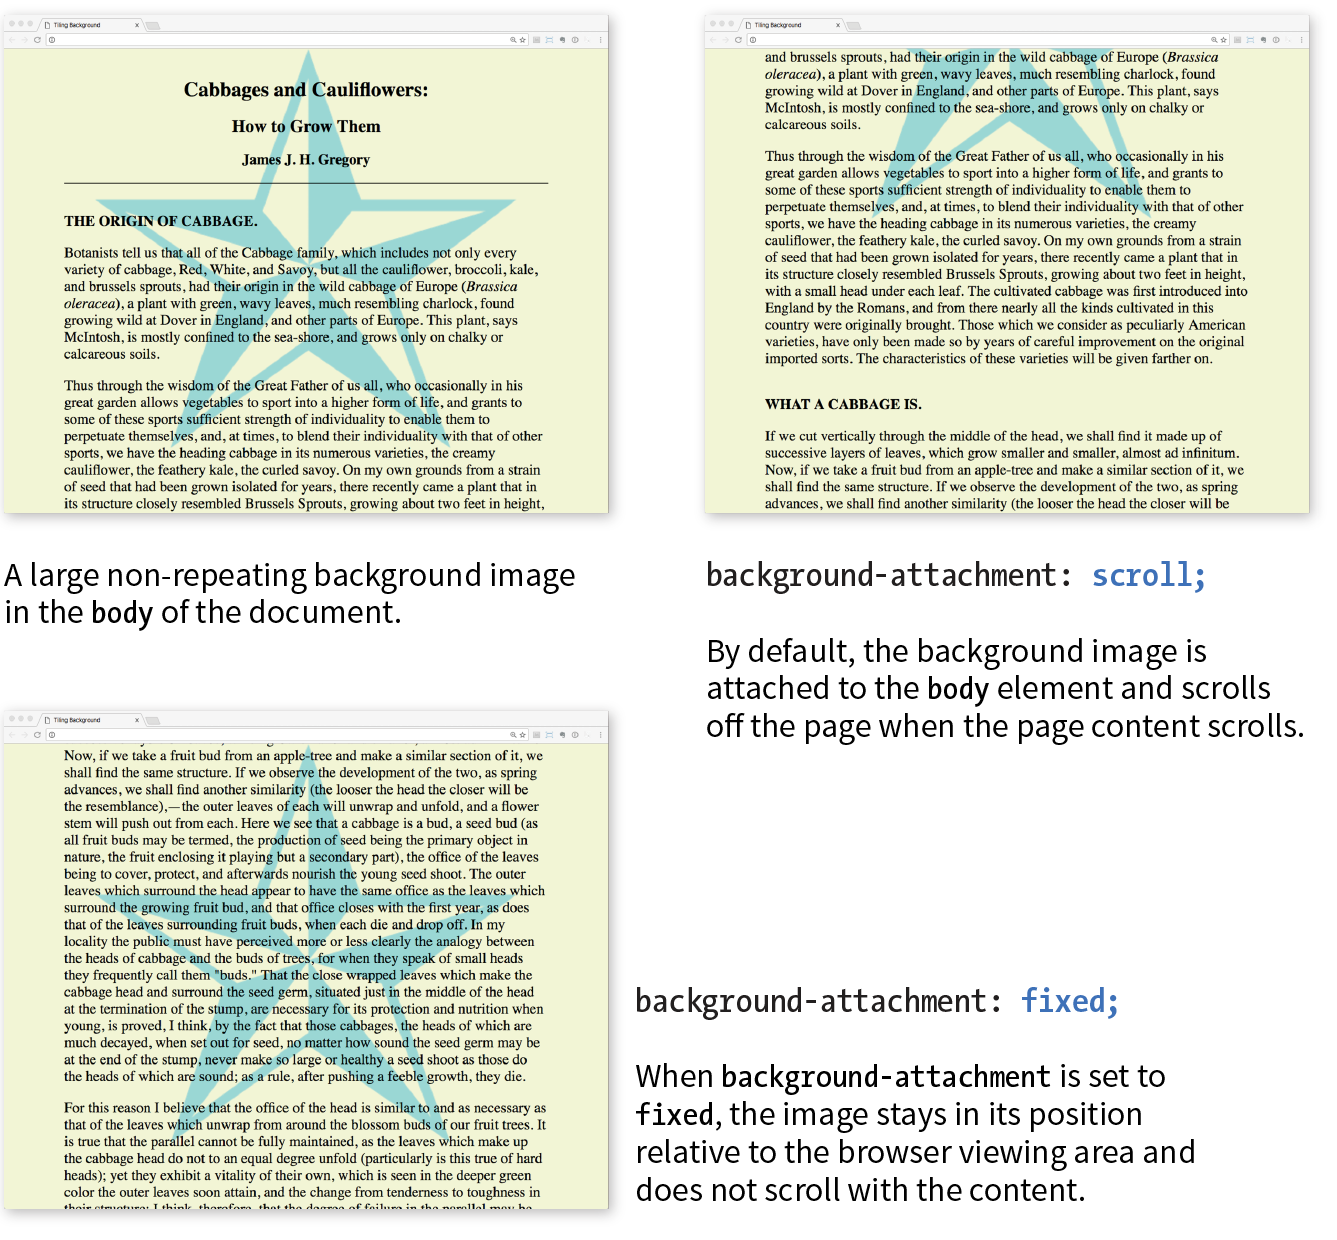 Tiling Background
Cabbages and Cauliflowers:
How to Grow Them
James J. H. Gregory
THE ORIGIN OF CABBAGE.
Botanists tell us that all of the Cabbage family, which includes not only every
variety of cabbage, Red, White, and Savoy, but all the cauliflower, broccoli, kale,
and brussels sprouts, had their origin in the wild cabbage of Europe (Brassica
oleracea), a plant with green, wavy leaves, much resembling charlock, found
growing wild at Dover in England, and other parts of Europe. This plant, says
McIntosh, is mostly confined to the sea-shore, and grows only on chalky or
calcareous soils.
Thus through the wisdom of the Great Father of us all, who occasionally in his
great garden allows vegetables to sport into a higher form of life, and grants to
some of these sports sufficient strength of individuality to enable them to
perpetuate themselves, and, at times, to blend their individuality with that of other
sports, we have the heading cabbage in its numerous varieties, the creamy
cauliflower, the feathery kale, the curled savoy. On my own grounds from a strain
of seed that had been grown isolated for years, there recently came a plant that in
its structure closely resembled Brussels Sprouts, growing about two feet in height,
A large non-repeating background image
in the body of the document.
Tiling Background
and brussels sprouts, had their origin in the wild cabbage of Europe (Brassica
oleracea), a plant with green, wavy leaves, much resembling charlock, found
growing wild at Dover in England, and other parts of Europe. This plant, says
McIntosh, is mostly confined to the sea-shore, and grows only on chalky or
calcareous soils.
Thus through the wisdom of the Great Father of us all, who occasionally in his
great garden allows vegetables to sport into a higher form of life, and grants to
some of these sports sufficient strength of individuality to enable them to
perpetuate themselves, and, at times, to blend their individuality with that of other
sports, we have the heading cabbage in its numerous varieties, the creamy
cauliflower, the feathery kale, the curled savoy. On my own grounds from a strain
of seed that had been grown isolated for years, there recently came a plant that in
its structure closely resembled Brussels Sprouts, growing about two feet in height,
with a small head under each leaf. The cultivated cabbage was first introduced into
England by the Romans, and from there nearly all the kinds cultivated in this
country were originally brought. Those which we consider as peculiarly American
varieties, have only been made so by years of careful improvement on the original
imported sorts. The characteristics of these varieties will be given farther on.
WHAT A CABBAGE IS.
If we cut vertically through the middle of the head, we shall find it made up of
successive layers of leaves, which grow smaller and smaller, almost ad infinitum.
Now, if we take a fruit bud from an apple-tree and make a similar section of it, we
shall find the same structure. If we observe the development of the two, as spring
advances, we shall find another similarity (the looser the head the closer will be
background-attachment: scroll;
By default, the background image is
attached to the body element and scrolls
off the page when the page content scrolls.
Tiling Background
Now, if we take a fruit bud from an apple-tree and make a similar section of it, we
shall find the same structure. If we observe the development of the two, as spring
advances, we shall find another similarity (the looser the head the closer will be
the resemblance),—the outer leaves of each will unwrap and unfold, and a flower
stem will push out from each. Here we see that a cabbage is a bud, a seed bud (as
all fruit buds may be termed, the production of seed being the primary object in
nature, the fruit enclosing it playing but a secondary part), the office of the leaves
being to cover, protect, and afterwards nourish the young seed shoot. The outer
leaves which surround the head appear to have the same office as the leaves which
surround the growing fruit bud, and that office closes with the first year, as does
that of the leaves surrounding fruit buds, when each die and drop off. In my
locality the public must have perceived more or less clearly the analogy between
the heads of cabbage and the buds of trees, for when they speak of small heads
they frequently call them "buds." That the close wrapped leaves which make the
cabbage head and surround the seed germ, situated just in the middle of the head
at the termination of the stump, are necessary for its protection and nutrition when
young, is proved, I think, by the fact that those cabbages, the heads of which are
much decayed, when set out for seed, no matter how sound the seed germ may be
at the end of the stump, never make so large or healthy a seed shoot as those do
the heads of which are sound; as a rule, after pushing a feeble growth, they die.
For this reason I believe that the office of the head is similar to and as necessary as
that of the leaves which unwrap from around the blossom buds of our fruit trees. It
is true that the parallel cannot be fully maintained, as the leaves which make up
the cabbage head do not to an equal degree unfold (particularly is this true of hard
heads); yet they exhibit a vitality of their own, which is seen in the deeper green
color the outer leaves soon attain, and the change from tenderness to toughness in
their structure: I think, therefore, that the degree of failure in the parallel may be
background-attachment: fixed;
When background-attachment is set to
fixed, the image stays in its position
relative to the browser viewing area and
does not scroll with the content.